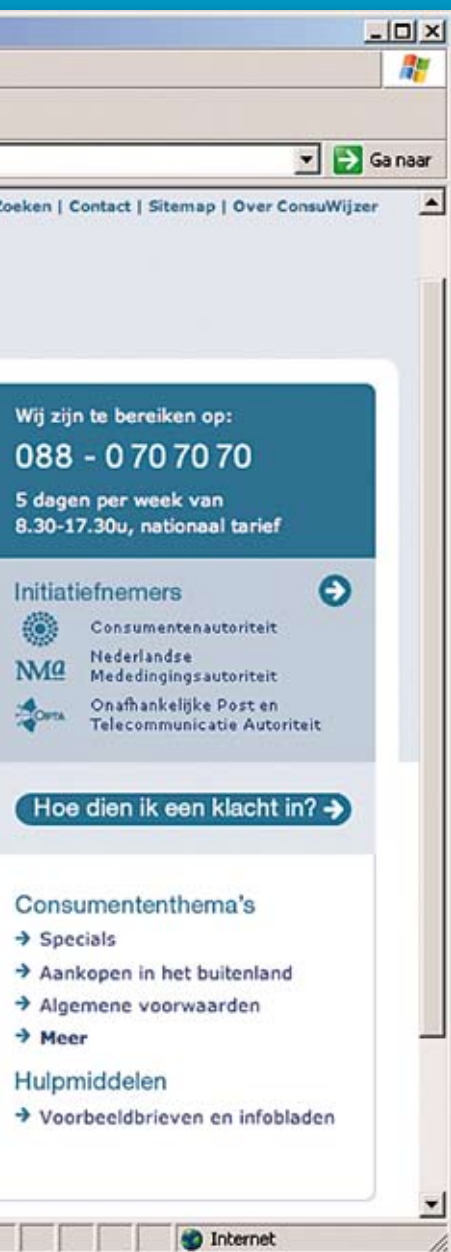 Ga naar
Zoeken | Contact | Sitemap | Over ConsuWijzer
Wij zijn te bereiken op:
088 - 0 70 70 70
5 dagen per week van
8.30-17.30u, nationaal tarief
Initiatiefnemers
Consumentenautoriteit
NMa
Nederlandse
Mededingingsautoriteit
OPTA
Onafhankelijke Post en
Telecommunicatie Autoriteit
Hoe dien ik een klacht in?
Consumententhema's
Specials
Aankopen in het buitenland
Algemene voorwaarden
Meer
Hulpmiddelen
Voorbeeldbrieven en infobladen
Internet